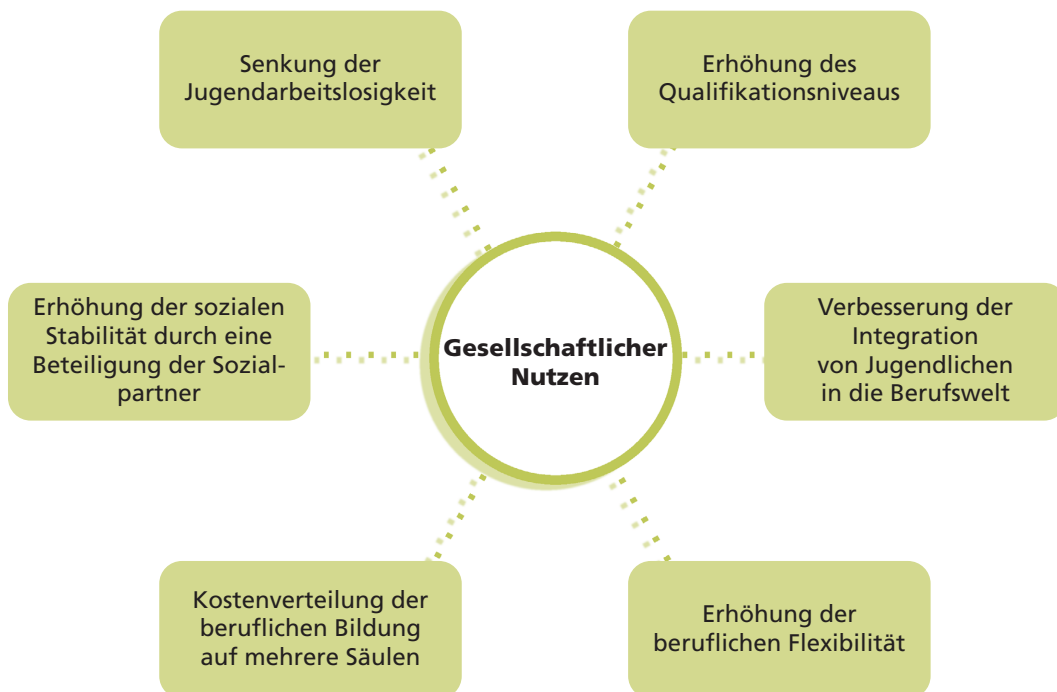 Senkung der
Jugendarbeitslosigkeit
Erhöhung des
Qualifikationsniveaus
Erhöhung der sozialen
Stabilität durch eine
Beteiligung der Sozial-
partner
Gesellschaftlicher
Nutzen
Verbesserung der
Integration
von Jugendlichen
in die Berufswelt
Kostenverteilung der
beruflichen Bildung
auf mehrere Säulen
Erhöhung der
beruflichen Flexibilität